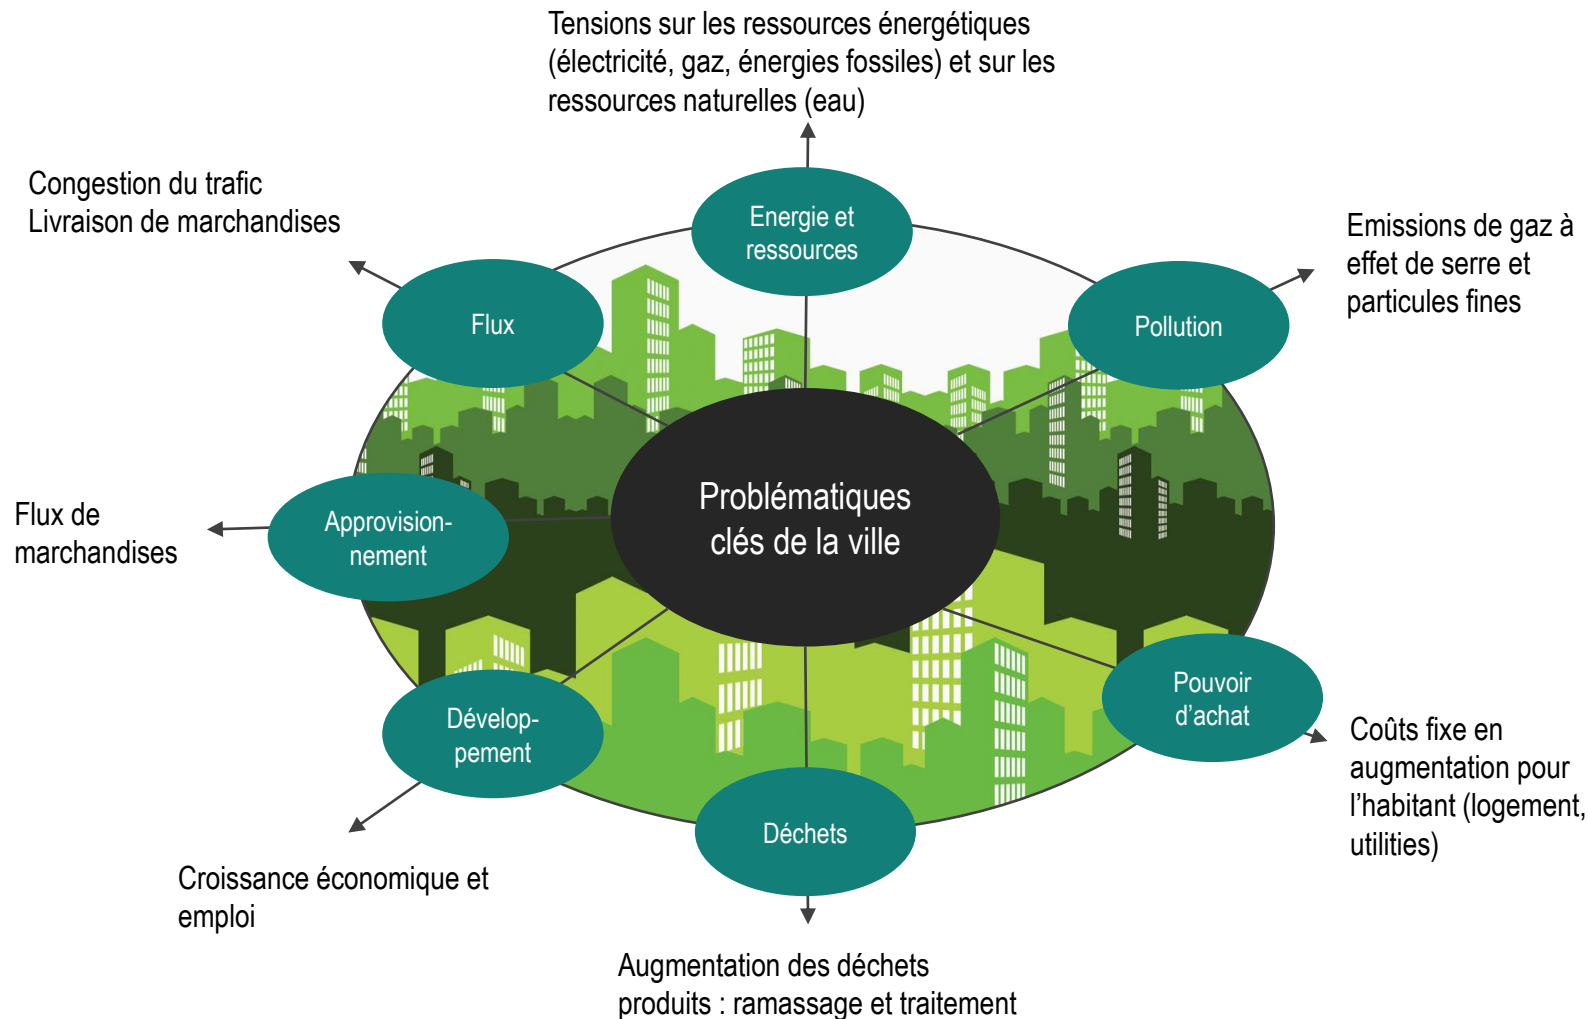 Tensions sur les ressources énergétiques
(électricité, gaz, énergies fossiles) et sur les
ressources naturelles (eau)
Congestion du trafic
Livraison de marchandises
Energie et
ressources
Emissions de gaz à
effet de serre et
particules fines
Flux
Pollution
Problématiques
clés de la ville
Flux de
marchandises
Approvision-
nement
Pouvoir
d’achat
Coûts fixe en
augmentation pour
l’habitant (logement,
utilities)
Dévelop-
pement
Déchets
Croissance économique et
emploi
Augmentation des déchets
produits : ramassage et traitement